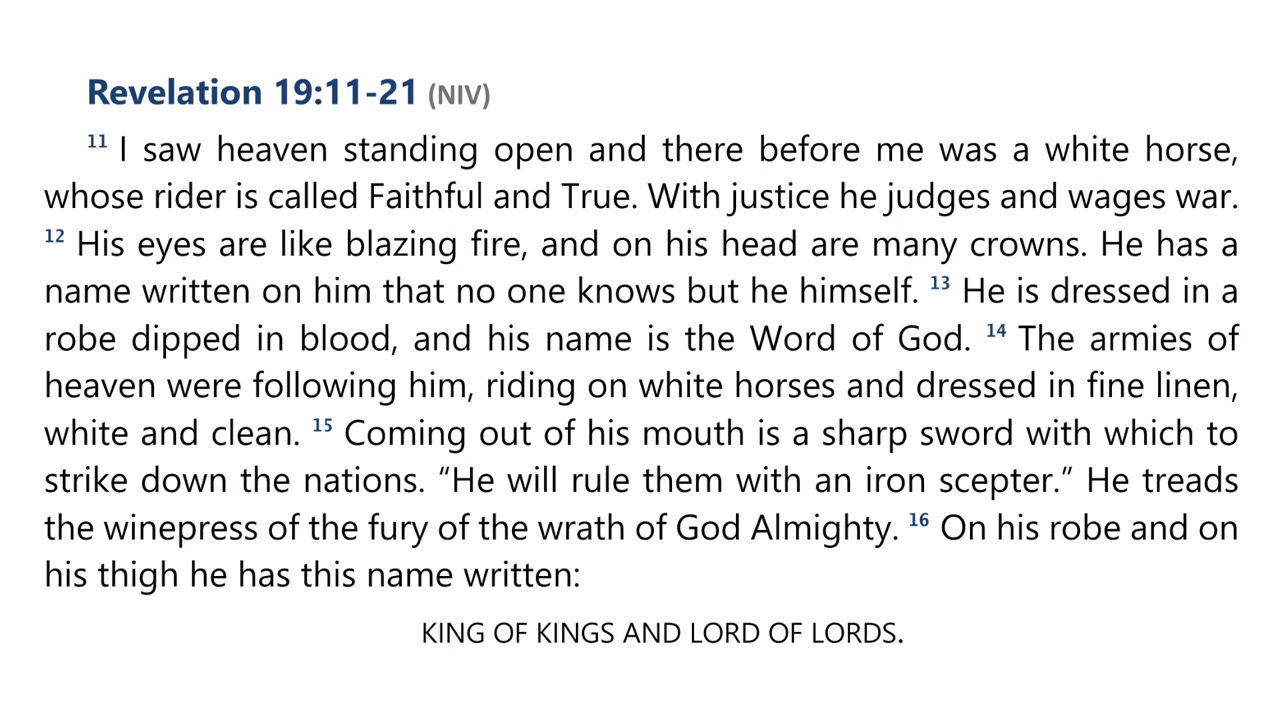 Revelation 19:11-21 (NIV)
11 I saw heaven standing open and there before me was a white horse,
whose rider is called Faithful and True. With justice he judges and wages war.
12 His eyes are like blazing fire, and on his head are many crowns. He has a
name written on him that no one knows but he himself. 13 He is dressed in a
robe dipped in blood, and his name is the Word of God. 14 The armies of
heaven were following him, riding on white horses and dressed in fine linen,
white and clean. 15 Coming out of his mouth is a sharp sword with which to
strike down the nations. “He will rule them with an iron scepter.” He treads
the winepress of the fury of the wrath of God Almighty. 16 On his robe and on
his thigh he has this name written:
KING OF KINGS AND LORD OF LORDS.